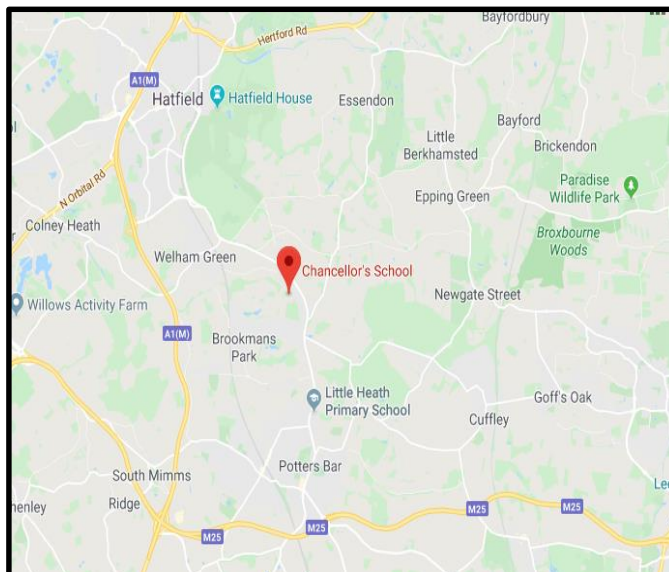 Bayfordbury
Hertford Rd
A1(M)
Hatfield
Hatfield House
Essendon
Little
Berkhamsted
Bayford
Brickendon
N Orbital Rd
Epping Green
Paradise
Wildlife Park
Colney Heath
Broxbourne
Woods
Welham Green
Chancellor's School
Willows Activity Farm
Newgate Street
A1(M)
Brookmans
Park
Little Heath
Primary School
Goff's Oak
Cuffley
Potters Bar
South Mimms
Ridge
M25
M25
M25
M25